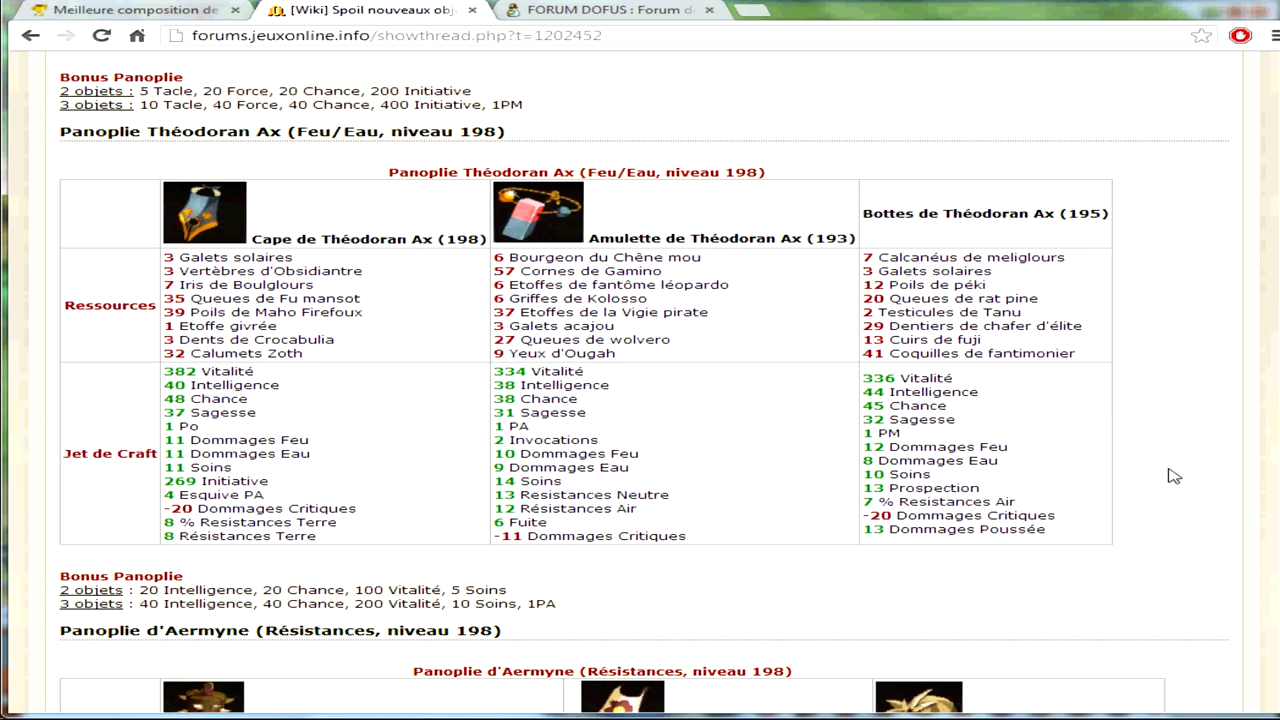 Meilleure composition de
[Wiki] Spoil nouveaux obj
FORUM DOFUS : Forum d
forums.jeuxonline.info/showthread.php?t=1202452
Bonus Panoplie
2 objets : 5 Tacle, 20 Force, 20 Chance, 200 Initiative
3 objets : 10 Tacle, 40 Force, 40 Chance, 400 Initiative, 1PM
Panoplie Théodoran Ax (Feu/Eau, niveau 198)
Panoplie Théodoran Ax (Feu/Eau, niveau 198)
Cape de Théodoran Ax (198)
Amulette de Théodoran Ax (193)
Bottes de Théodoran Ax (195)
Ressources
3 Galets solaires
3 Vertèbres d'Obsidiantre
7 Iris de Boulglours
35 Queues de Fu mansot
39 Poils de Maho Firefoux
1 Etoffe givrée
3 Dents de Crocabulia
32 Calumets Zoth
6 Bourgeon du Chêne mou
57 Cornes de Gamino
6 Etoffes de fantôme léopardo
6 Griffes de Kolosso
37 Etoffes de la Vigie pirate
3 Galets acajou
27 Queues de wolvero
9 Yeux d'Ougah
7 Calcanéus de meliglours
3 Galets solaires
12 Poils de péki
20 Queues de rat pine
2 Testicules de Tanu
29 Dentiers de chafer d'élite
13 Cuirs de fuji
41 Coquilles de fantimonier
Jet de Craft
382 Vitalité
40 Intelligence
48 Chance
37 Sagesse
1 Po
11 Dommages Feu
11 Dommages Eau
11 Soins
269 Initiative
4 Esquive PA
-20 Dommages Critiques
8 % Resistances Terre
8 Résistances Terre
334 Vitalité
38 Intelligence
38 Chance
31 Sagesse
1 PA
2 Invocations
10 Dommages Feu
9 Dommages Eau
14 Soins
13 Resistances Neutre
12 Résistances Air
6 Fuite
-11 Dommages Critiques
336 Vitalité
44 Intelligence
45 Chance
32 Sagesse
1 PM
12 Dommages Feu
8 Dommages Eau
10 Soins
13 Prospection
7 % Resistances Air
-20 Dommages Critiques
13 Dommages Poussée
Bonus Panoplie
2 objets : 20 Intelligence, 20 Chance, 100 Vitalité, 5 Soins
3 objets : 40 Intelligence, 40 Chance, 200 Vitalité, 10 Soins, 1PA
Panoplie d'Aermyne (Résistances, niveau 198)
Panoplie d'Aermyne (Résistances, niveau 198)